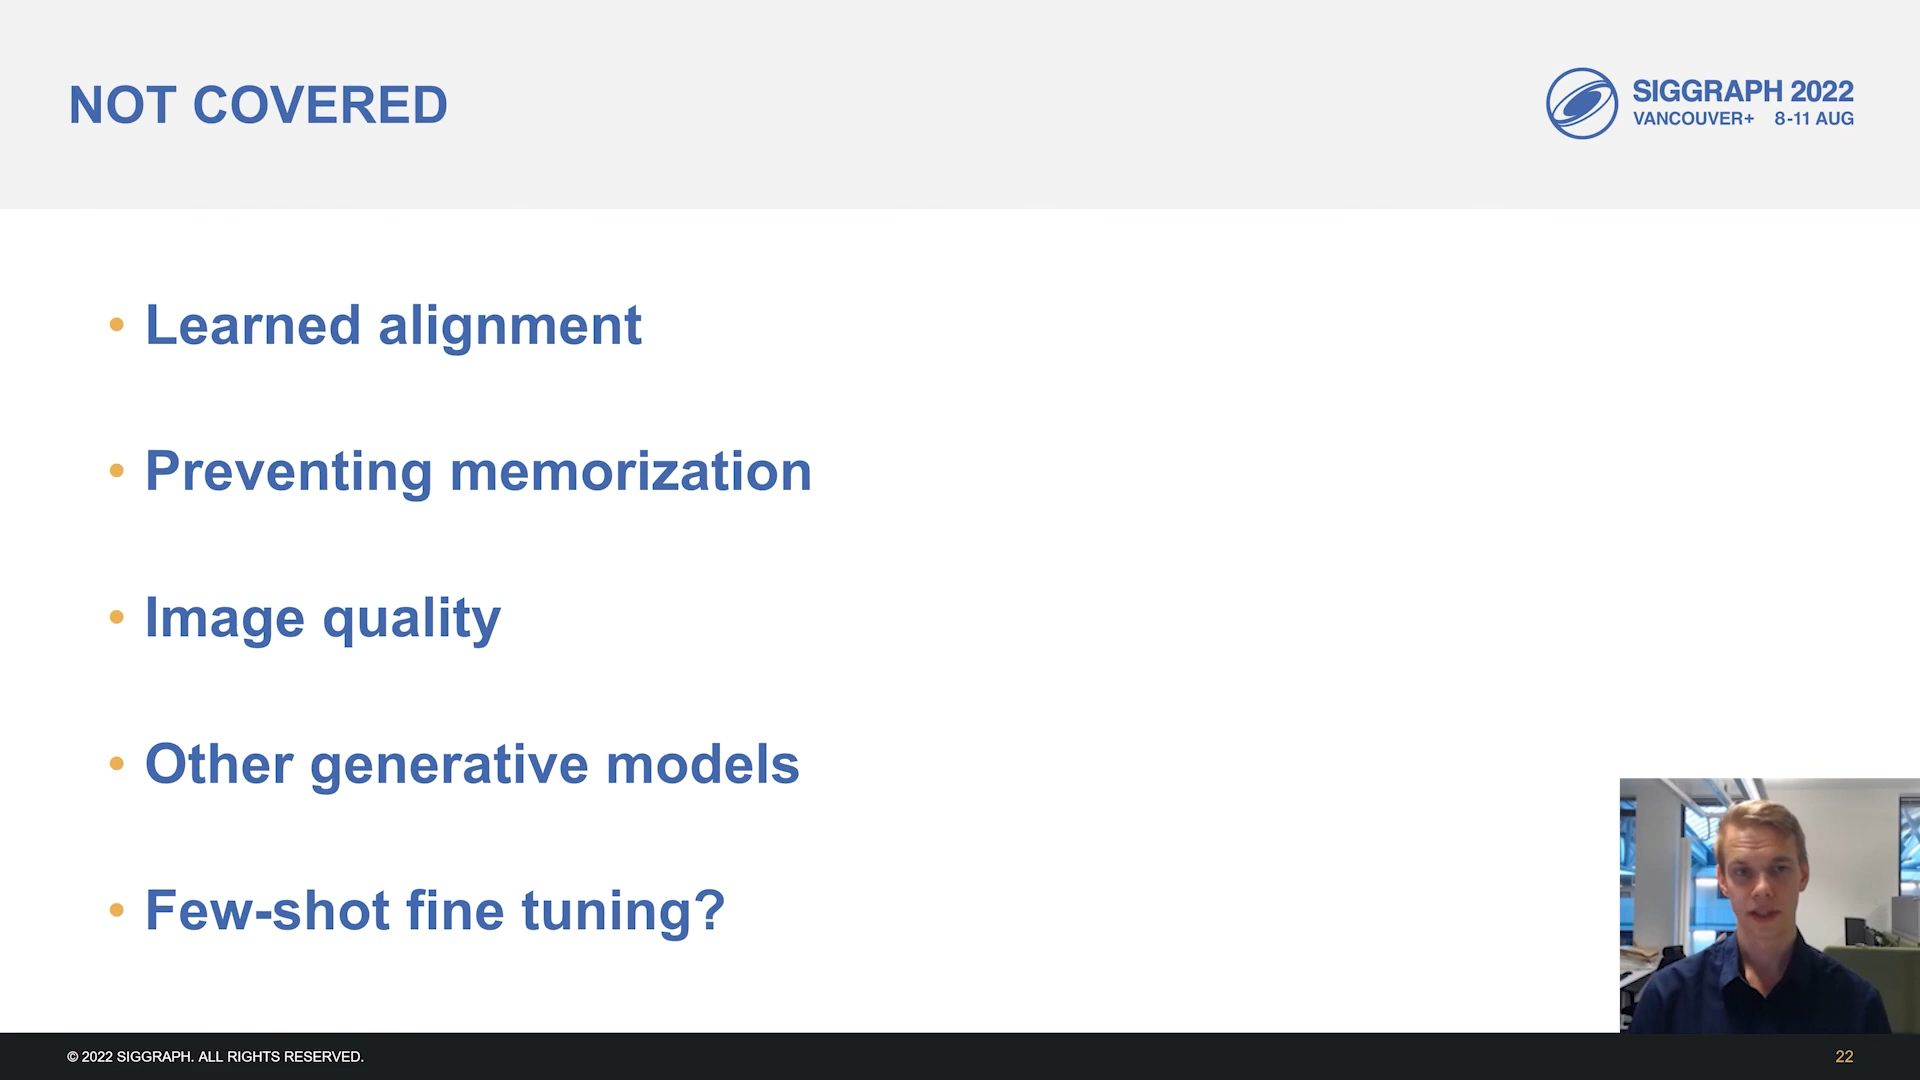 NOT COVERED
SIGGRAPH 2022
VANCOUVER+ 8-11 AUG
• Learned alignment
• Preventing memorization
• Image quality
• Other generative models
• Few-shot fine tuning?
© 2022 SIGGRAPH. ALL RIGHTS RESERVED.
22